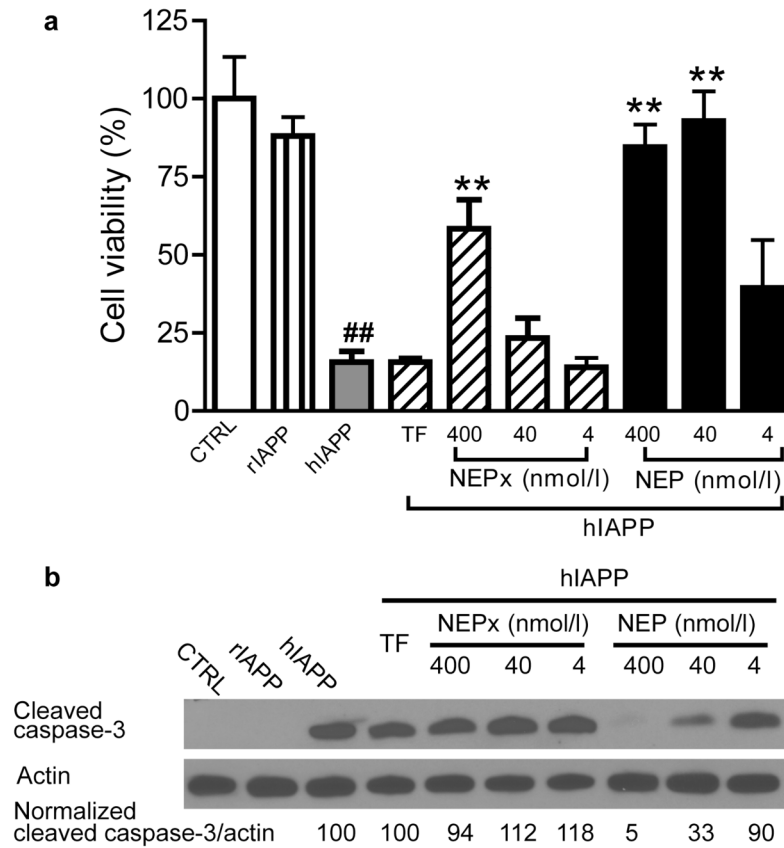 a
125
100
75
50
25
0
Cell viability (%)
##
**
** **
CTRL rIAPP hIAPP TF 400 40 4 400 40 4
NEPx (nmol/l) NEP (nmol/l)
hIAPP
b
hIAPP
CTRL rIAPP hIAPP TF NEPx (nmol/l) NEP (nmol/l)
400 40 4 400 40 4
Cleaved
caspase-3
Actin
Normalized
cleaved caspase-3/actin 100 100 94 112 118 5 33 90